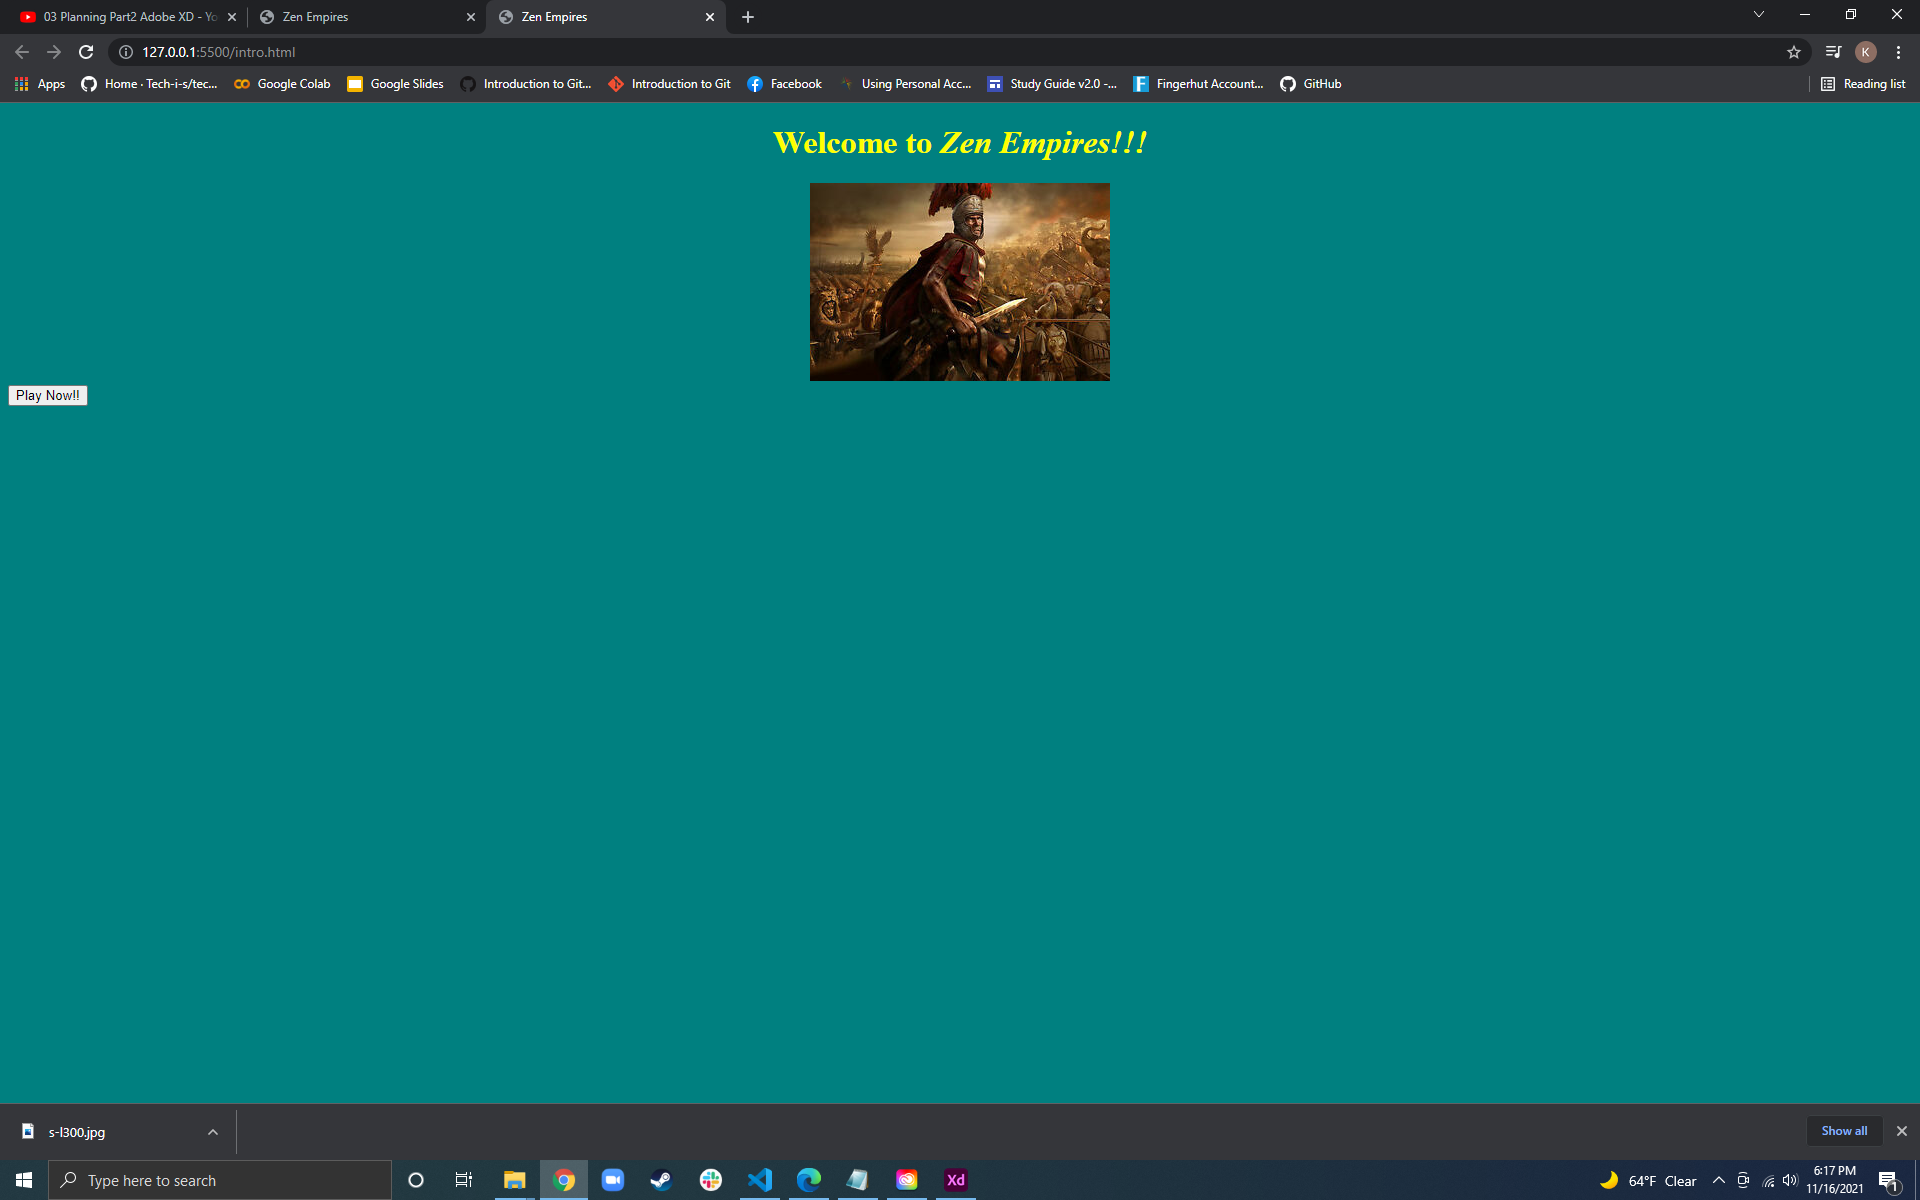 03 Planning Part2 Adobe XD - Yo
Zen Empires
Zen Empires
127.0.0.1:5500/intro.html
K
Apps
Home · Tech-i-s/tec...
Google Colab
Google Slides
Introduction to Git...
Introduction to Git
Facebook
Using Personal Acc...
Study Guide v2.0 -...
Fingerhut Account...
GitHub
Reading list
Welcome to Zen Empires!!!
Play Now!!
s-l300.jpg
Show all
Type here to search
Xd
64°F Clear
6:17 PM
11/16/2021
1